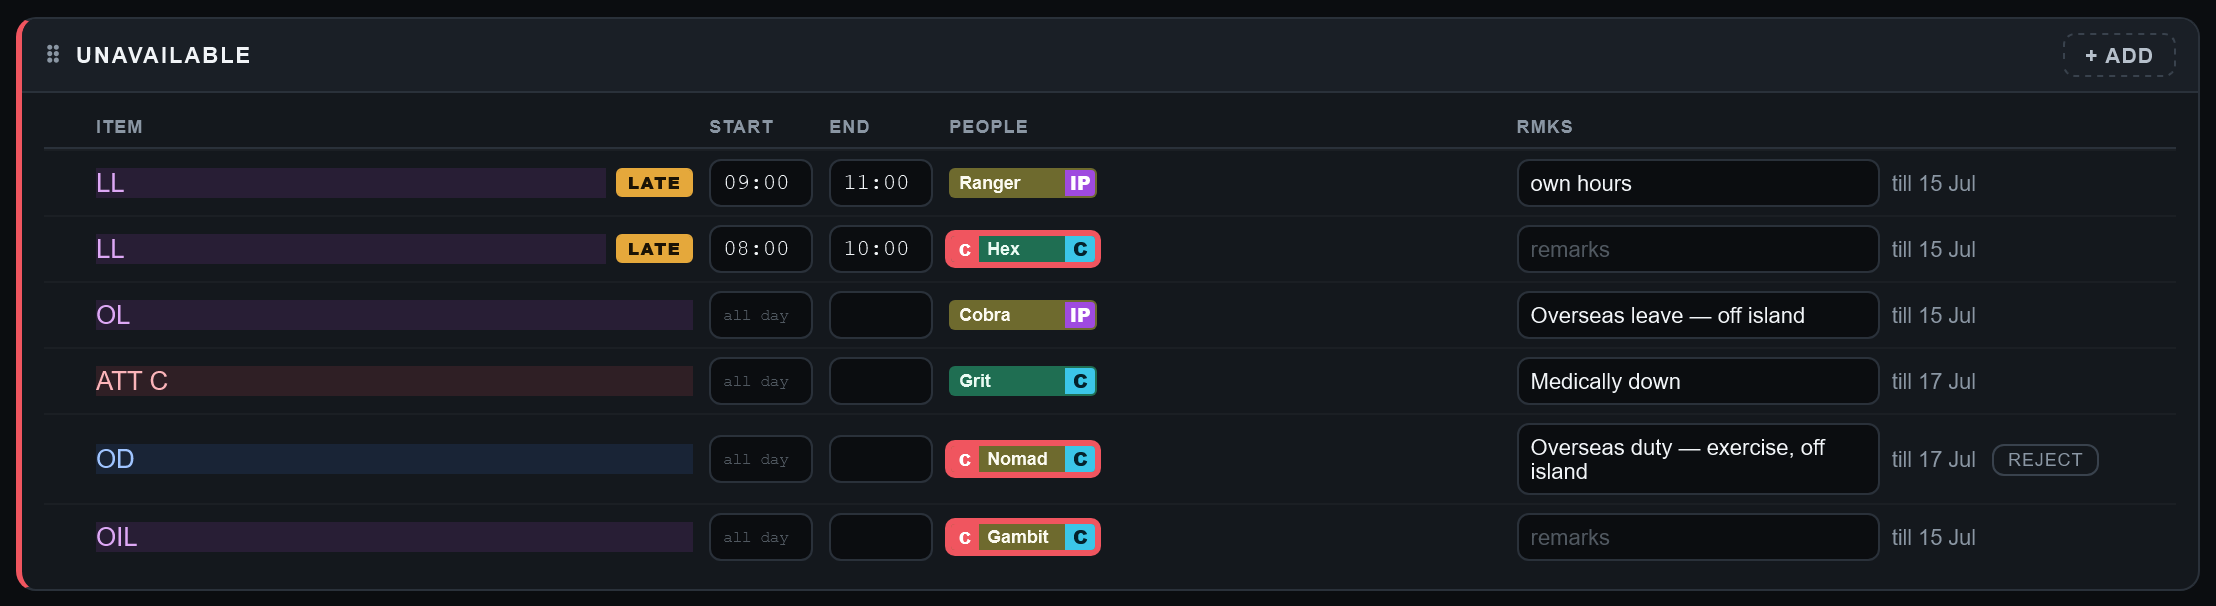 UNAVAILABLE
+ ADD
ITEM START END PEOPLE RMKS
LL LATE 09:00 11:00 Ranger IP own hours till 15 Jul
LL LATE 08:00 10:00 C Hex C remarks till 15 Jul
OL all day Cobra IP Overseas leave — off island till 15 Jul
ATT C all day Grit C Medically down till 17 Jul
OD all day C Nomad C Overseas duty — exercise, off island till 17 Jul REJECT
OIL all day C Gambit C remarks till 15 Jul